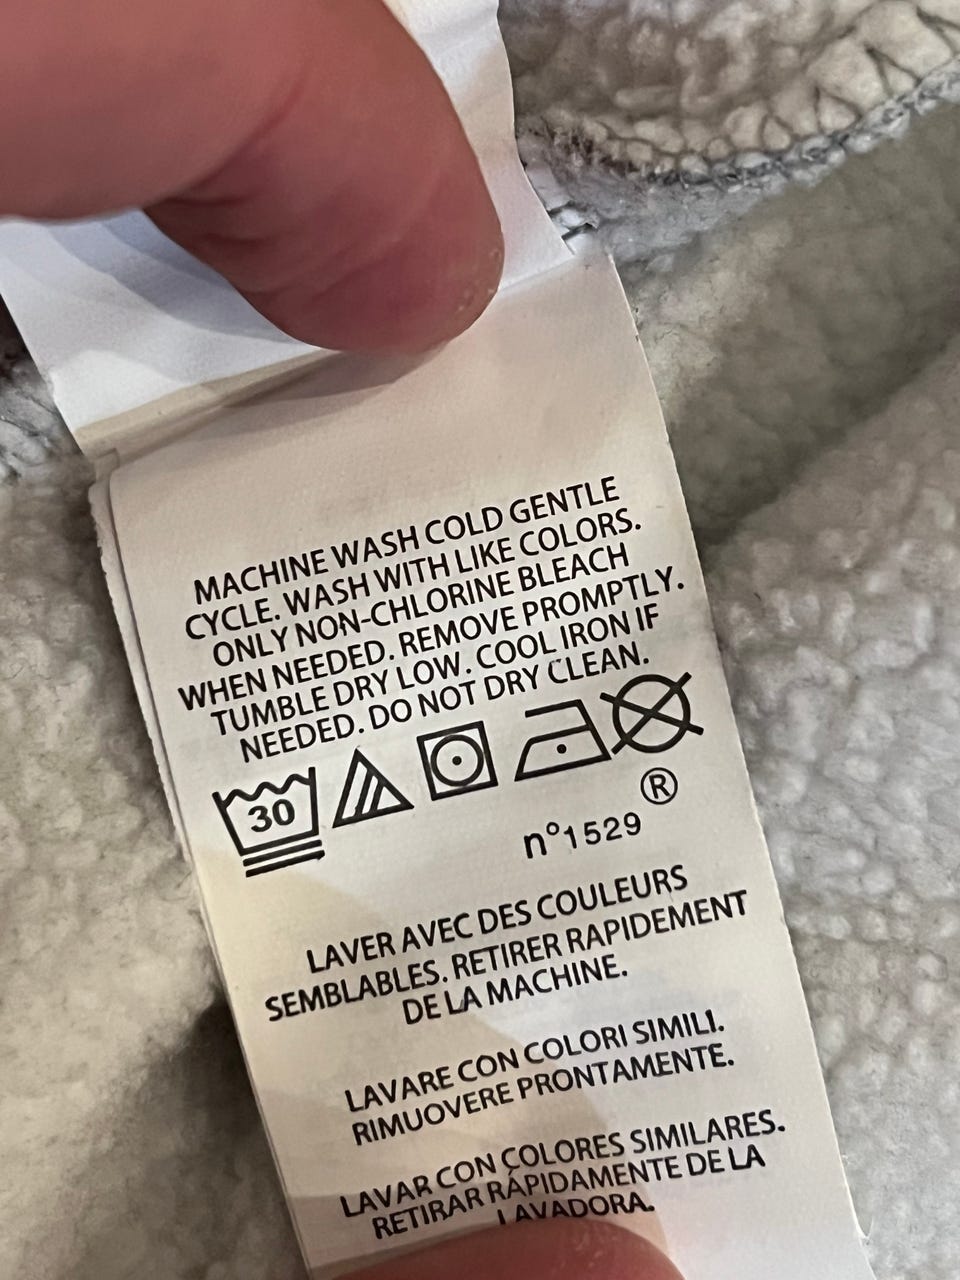 MACHINE WASH COLD GENTLE
CYCLE. WASH WITH LIKE COLORS.
ONLY NON-CHLORINE BLEACH
WHEN NEEDED. REMOVE PROMPTLY.
TUMBLE DRY LOW. COOL IRON IF
NEEDED. DO NOT DRY CLEAN.
30
®
n°1529
LAVER AVEC DES COULEURS
SEMBLABLES. RETIRER RAPIDEMENT
DE LA MACHINE.
LAVARE CON COLORI SIMILI.
RIMUOVERE PRONTAMENTE.
LAVAR CON COLORES SIMILARES.
RETIRAR RÁPIDAMENTE DE LA
LAVADORA.